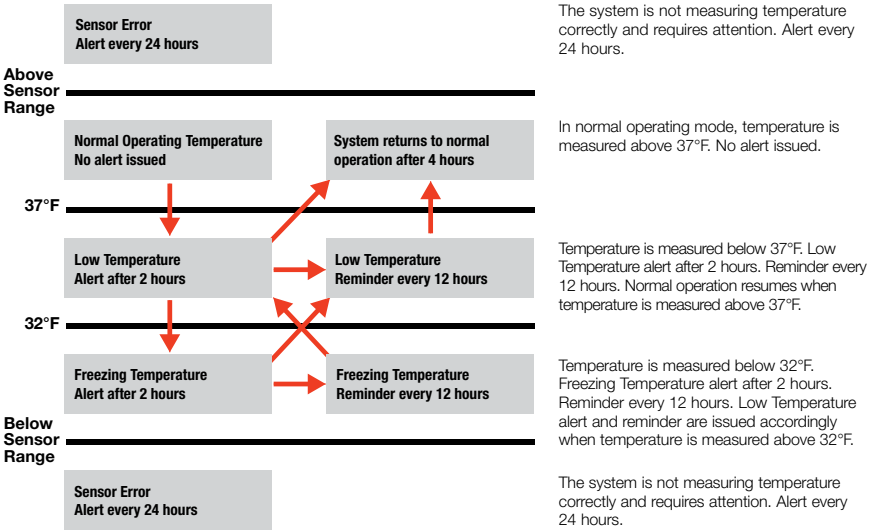 Sensor Error
Alert every 24 hours
The system is not measuring temperature
correctly and requires attention. Alert every
24 hours.
Above
Sensor
Range
Normal Operating Temperature
No alert issued
System returns to normal
operation after 4 hours
In normal operating mode, temperature is
measured above 37°F. No alert issued.
37°F
Low Temperature
Alert after 2 hours
Low Temperature
Reminder every 12 hours
Temperature is measured below 37°F. Low
Temperature alert after 2 hours. Reminder every
12 hours. Normal operation resumes when
temperature is measured above 37°F.
32°F
Freezing Temperature
Alert after 2 hours
Freezing Temperature
Reminder every 12 hours
Temperature is measured below 32°F.
Freezing Temperature alert after 2 hours.
Reminder every 12 hours. Low Temperature
alert and reminder are issued accordingly
when temperature is measured above 32°F.
Below
Sensor
Range
Sensor Error
Alert every 24 hours
The system is not measuring temperature
correctly and requires attention. Alert every
24 hours.